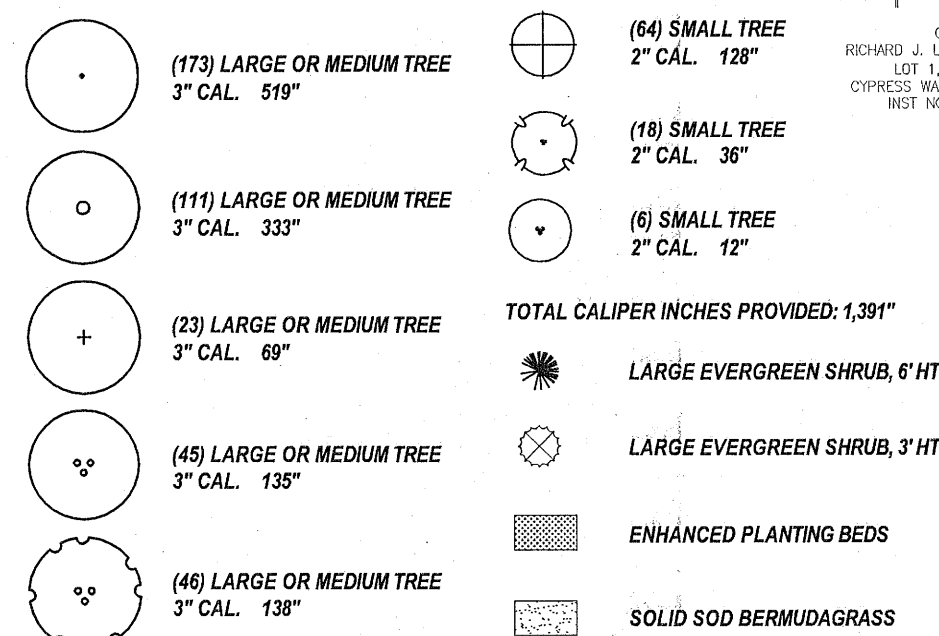 (173) LARGE OR MEDIUM TREE
3" CAL. 519"
(111) LARGE OR MEDIUM TREE
3" CAL. 333"
(23) LARGE OR MEDIUM TREE
3" CAL. 69"
(45) LARGE OR MEDIUM TREE
3" CAL. 135"
(46) LARGE OR MEDIUM TREE
3" CAL. 138"
(64) SMALL TREE
2" CAL. 128"
(18) SMALL TREE
2" CAL. 36"
(6) SMALL TREE
2" CAL. 12"
TOTAL CALIPER INCHES PROVIDED: 1,391"
LARGE EVERGREEN SHRUB, 6' HT
LARGE EVERGREEN SHRUB, 3' HT
ENHANCED PLANTING BEDS
SOLID SOD BERMUDAGRASS
RICHARD J. L
LOT 1,
CYPRESS WA
INST NO